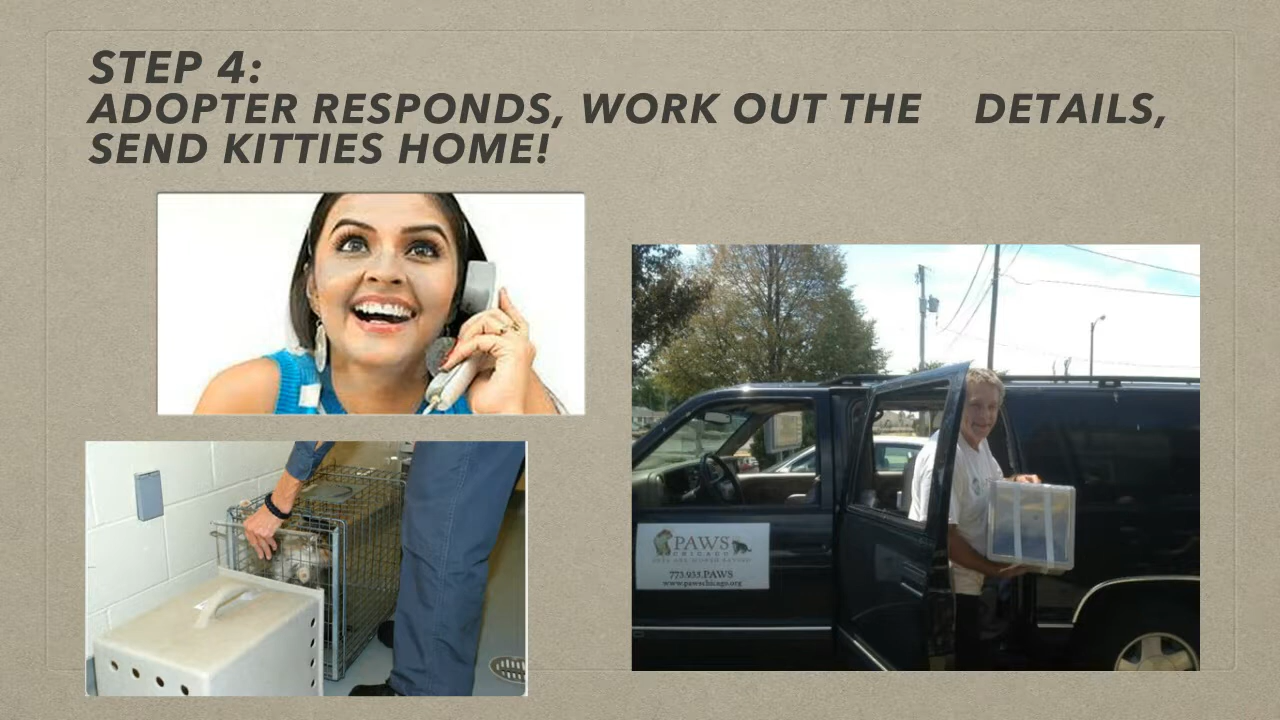 STEP 4:
ADOPTER RESPONDS, WORK OUT THE DETAILS,
SEND KITTIES HOME!
PAWS
CHICAGO
773.935.PAWS
www.pawschicago.org